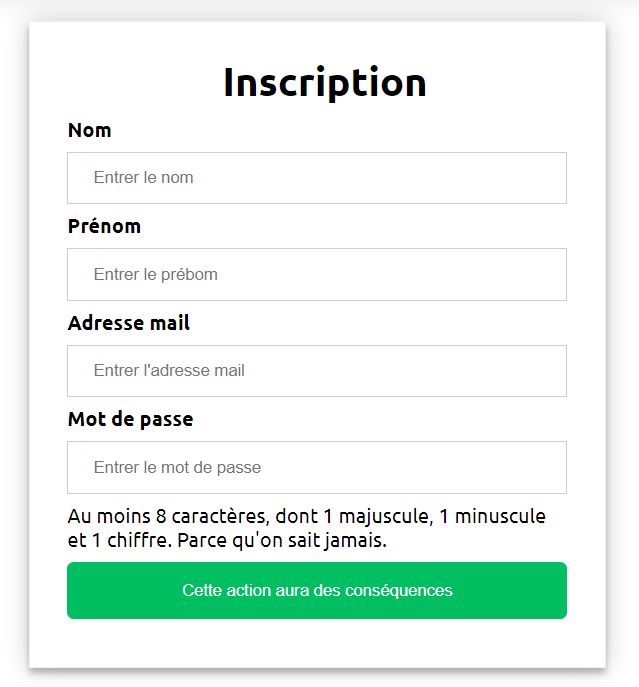 Inscription
Nom
Entrer le nom
Prénom
Entrer le prébom
Adresse mail
Entrer l'adresse mail
Mot de passe
Entrer le mot de passe
Au moins 8 caractères, dont 1 majuscule, 1 minuscule
et 1 chiffre. Parce qu'on sait jamais.
Cette action aura des conséquences